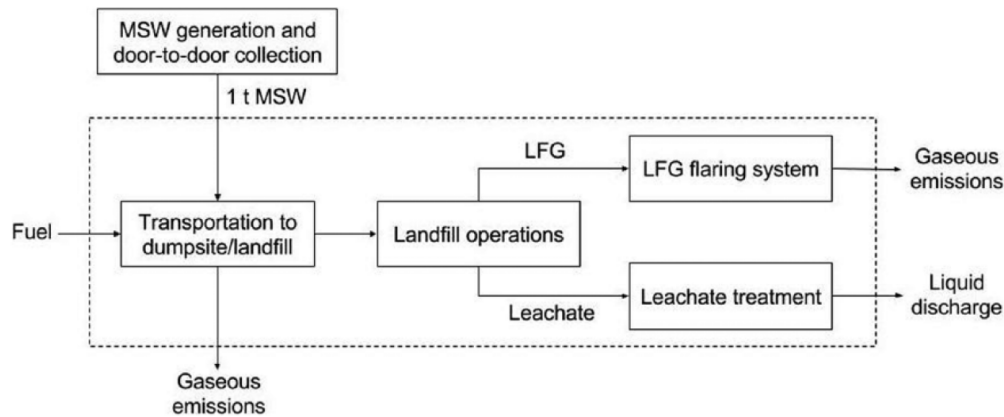 MSW generation and
door-to-door collection
1 t MSW
LFG
LFG flaring system
Gaseous
emissions
Fuel
Transportation to
dumpsite/landfill
Landfill operations
Leachate
Leachate treatment
Liquid
discharge
Gaseous
emissions